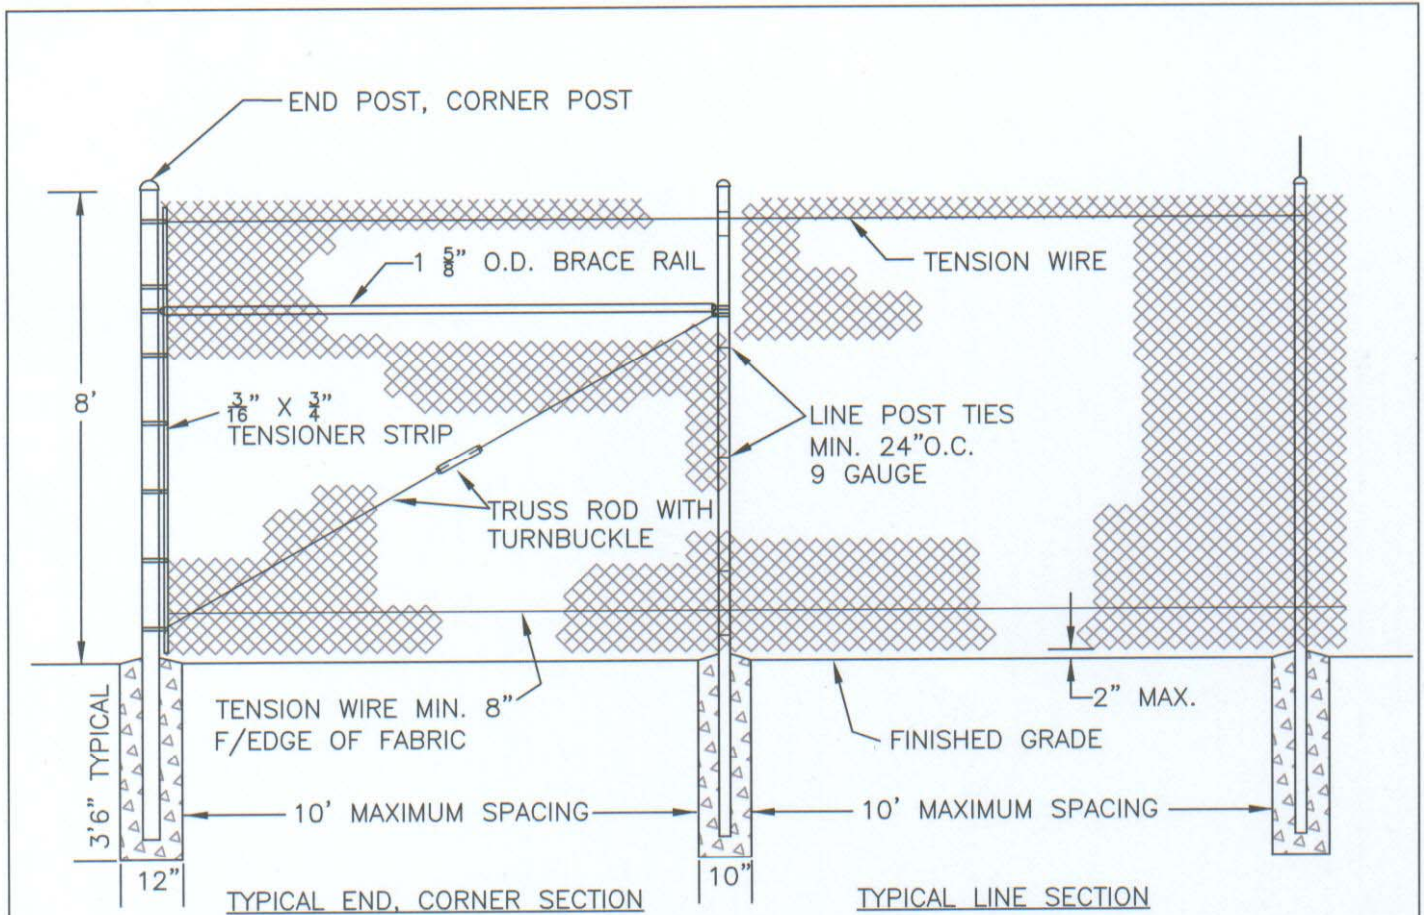 END POST, CORNER POST
TENSION WIRE
1 5/8" O.D. BRACE RAIL
8'
3/16" X 3/4"
TENSIONER STRIP
LINE POST TIES
MIN. 24"O.C.
9 GAUGE
TRUSS ROD WITH
TURNBUCKLE
TENSION WIRE MIN. 8"
F/EDGE OF FABRIC
2" MAX.
FINISHED GRADE
3'6" TYPICAL
10' MAXIMUM SPACING
10' MAXIMUM SPACING
12"
10"
TYPICAL END, CORNER SECTION
TYPICAL LINE SECTION